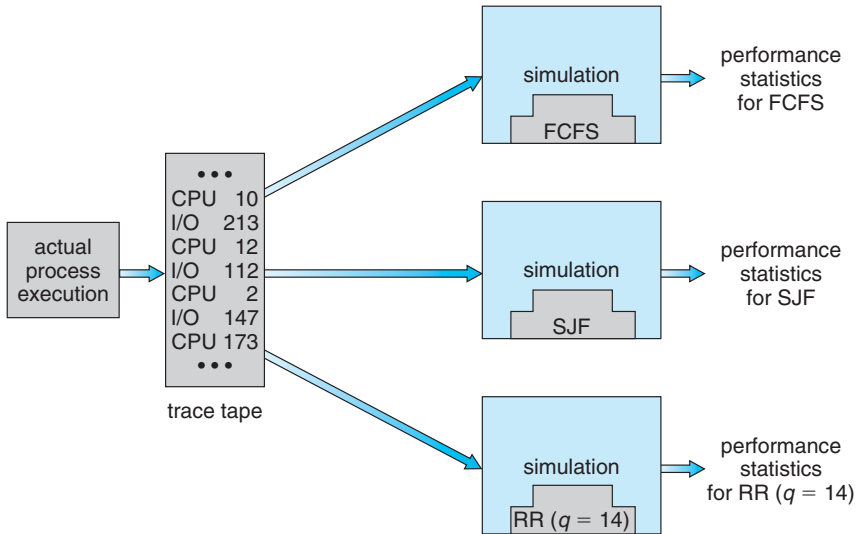 actual
process
execution
• • •
CPU 10
I/O 213
CPU 12
I/O 112
CPU 2
I/O 147
CPU 173
• • •
trace tape
simulation
FCFS
performance
statistics
for FCFS
simulation
SJF
performance
statistics
for SJF
simulation
RR (q = 14)
performance
statistics
for RR (q = 14)